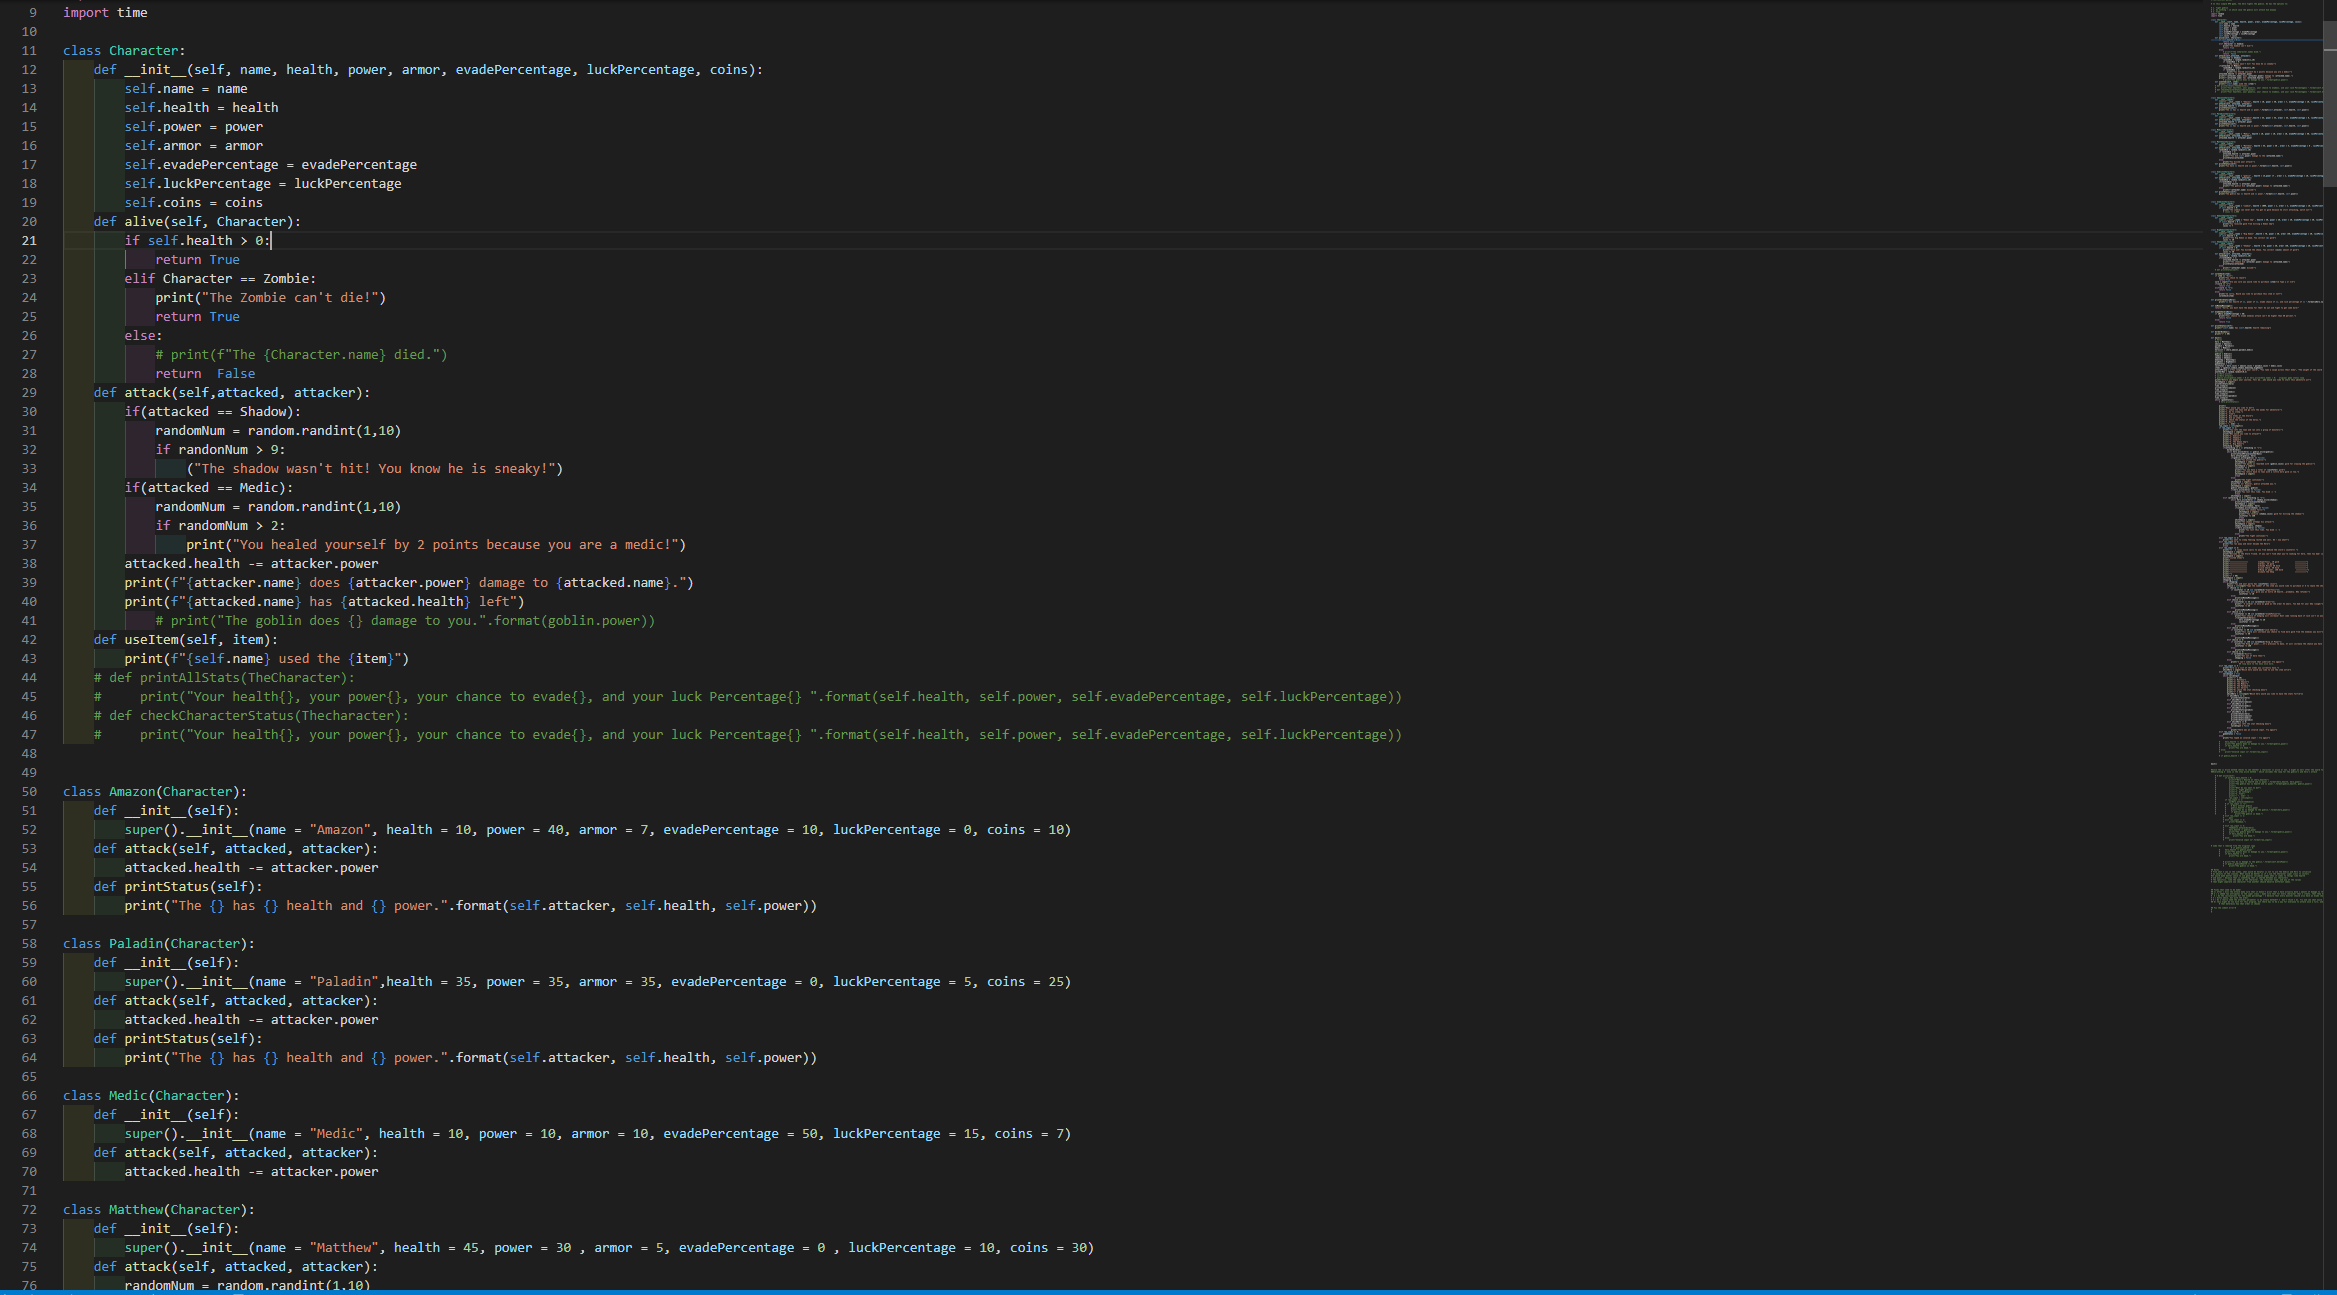 9 import time
10
11 class Character:
12 def __init__(self, name, health, power, armor, evadePercentage, luckPercentage, coins):
13 self.name = name
14 self.health = health
15 self.power = power
16 self.armor = armor
17 self.evadePercentage = evadePercentage
18 self.luckPercentage = luckPercentage
19 self.coins = coins
20 def alive(self, Character):
21 if self.health > 0:
22 return True
23 elif Character == Zombie:
24 print("The Zombie can't die!")
25 return True
26 else:
27 # print(f"The {Character.name} died.")
28 return  False
29 def attack(self,attacked, attacker):
30 if(attacked == Shadow):
31 randomNum = random.randint(1,10)
32 if randonNum > 9:
33 ("The shadow wasn't hit! You know he is sneaky!")
34 if(attacked == Medic):
35 randomNum = random.randint(1,10)
36 if randomNum > 2:
37 print("You healed yourself by 2 points because you are a medic!")
38 attacked.health -= attacker.power
39 print(f"{attacker.name} does {attacker.power} damage to {attacked.name}.")
40 print(f"{attacked.name} has {attacked.health} left")
41 # print("The goblin does {} damage to you.".format(goblin.power))
42 def useItem(self, item):
43 print(f"{self.name} used the {item}")
44 # def printAllStats(TheCharacter):
45 #     print("Your health{}, your power{}, your chance to evade{}, and your luck Percentage{} ".format(self.health, self.power, self.evadePercentage, self.luckPercentage))
46 # def checkCharacterStatus(Thecharacter):
47 #     print("Your health{}, your power{}, your chance to evade{}, and your luck Percentage{} ".format(self.health, self.power, self.evadePercentage, self.luckPercentage))
48
49
50 class Amazon(Character):
51 def __init__(self):
52 super().__init__(name = "Amazon", health = 10, power = 40, armor = 7, evadePercentage = 10, luckPercentage = 0, coins = 10)
53 def attack(self, attacked, attacker):
54 attacked.health -= attacker.power
55 def printStatus(self):
56 print("The {} has {} health and {} power.".format(self.attacker, self.health, self.power))
57
58 class Paladin(Character):
59 def __init__(self):
60 super().__init__(name = "Paladin",health = 35, power = 35, armor = 35, evadePercentage = 0, luckPercentage = 5, coins = 25)
61 def attack(self, attacked, attacker):
62 attacked.health -= attacker.power
63 def printStatus(self):
64 print("The {} has {} health and {} power.".format(self.attacker, self.health, self.power))
65
66 class Medic(Character):
67 def __init__(self):
68 super().__init__(name = "Medic", health = 10, power = 10, armor = 10, evadePercentage = 50, luckPercentage = 15, coins = 7)
69 def attack(self, attacked, attacker):
70 attacked.health -= attacker.power
71
72 class Matthew(Character):
73 def __init__(self):
74 super().__init__(name = "Matthew", health = 45, power = 30 , armor = 5, evadePercentage = 0 , luckPercentage = 10, coins = 30)
75 def attack(self, attacked, attacker):
76 randomNum = random.randint(1,10)